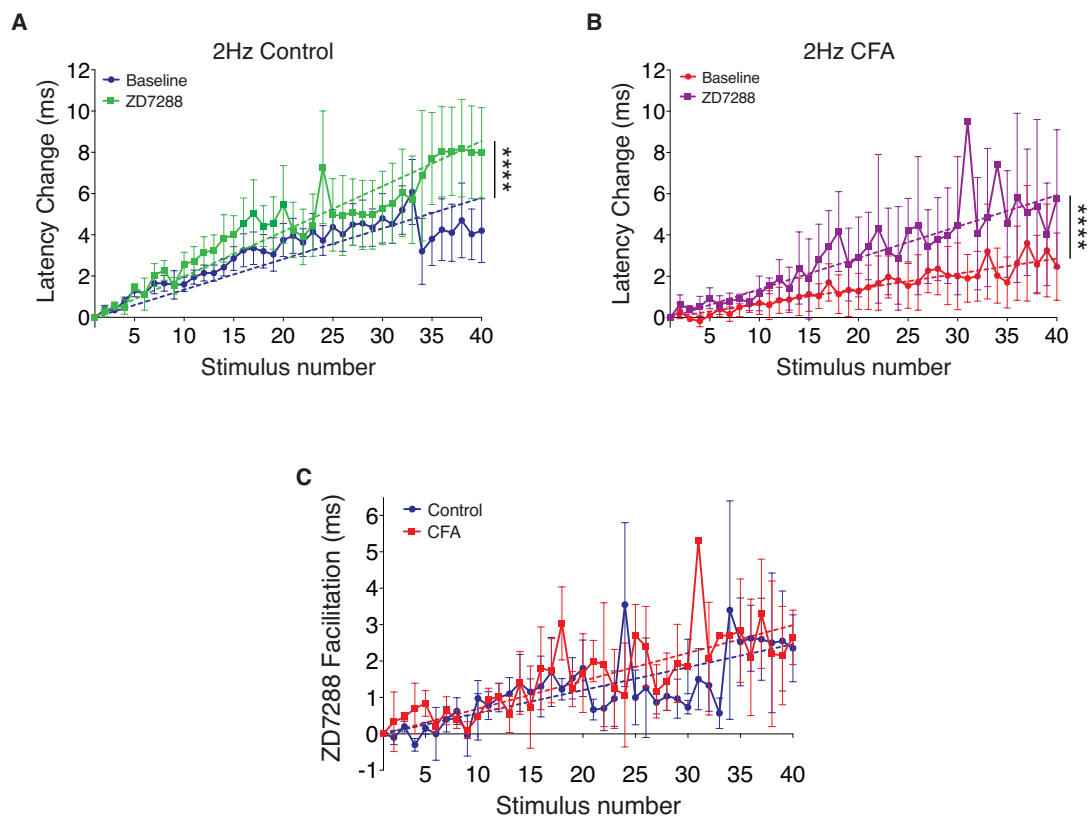 A
2Hz Control
Baseline
ZD7288
Latency Change (ms)
12
10
8
6
4
2
0
5 10 15 20 25 30 35 40
Stimulus number
****
B
2Hz CFA
Baseline
ZD7288
Latency Change (ms)
12
10
8
6
4
2
0
5 10 15 20 25 30 35 40
Stimulus number
****
C
Control
CFA
ZD7288 Facilitation (ms)
6
5
4
3
2
1
0
-1
5 10 15 20 25 30 35 40
Stimulus number